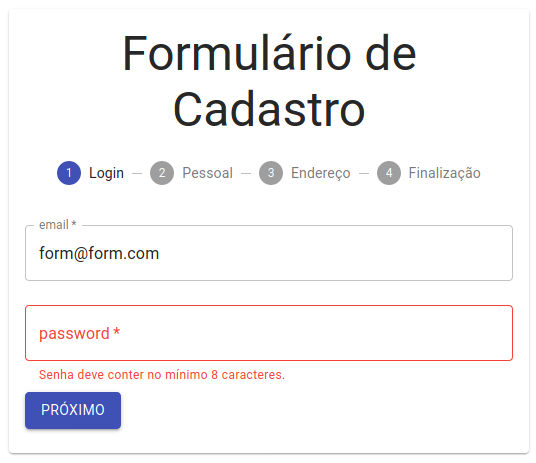 Formulário de
Cadastro
1 Login 2 Pessoal 3 Endereço 4 Finalização
email *
form@form.com
password *
Senha deve conter no mínimo 8 caracteres.
PRÓXIMO